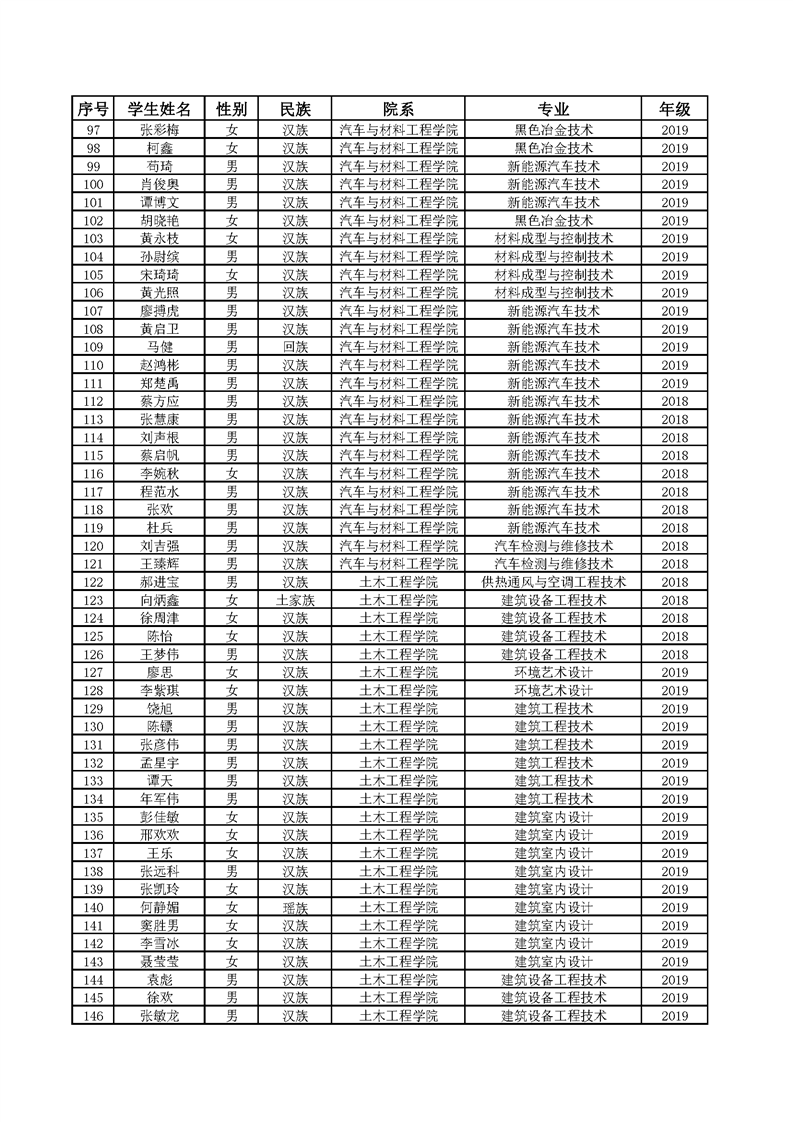 序号 学生姓名 性别 民族 院系 专业 年级
97 张彩梅 女 汉族 汽车与材料工程学院 黑色冶金技术 2019
98 柯鑫 女 汉族 汽车与材料工程学院 黑色冶金技术 2019
99 苟琦 男 汉族 汽车与材料工程学院 新能源汽车技术 2019
100 肖俊奥 男 汉族 汽车与材料工程学院 新能源汽车技术 2019
101 谭博文 男 汉族 汽车与材料工程学院 新能源汽车技术 2019
102 胡晓艳 女 汉族 汽车与材料工程学院 黑色冶金技术 2019
103 黄永枝 女 汉族 汽车与材料工程学院 材料成型与控制技术 2019
104 孙尉缤 男 汉族 汽车与材料工程学院 材料成型与控制技术 2019
105 宋琦琦 女 汉族 汽车与材料工程学院 材料成型与控制技术 2019
106 黄光照 男 汉族 汽车与材料工程学院 材料成型与控制技术 2019
107 廖搏虎 男 汉族 汽车与材料工程学院 新能源汽车技术 2019
108 黄启卫 男 汉族 汽车与材料工程学院 新能源汽车技术 2019
109 马健 男 回族 汽车与材料工程学院 新能源汽车技术 2019
110 赵鸿彬 男 汉族 汽车与材料工程学院 新能源汽车技术 2019
111 郑楚禹 男 汉族 汽车与材料工程学院 新能源汽车技术 2019
112 蔡方应 男 汉族 汽车与材料工程学院 新能源汽车技术 2018
113 张慧康 男 汉族 汽车与材料工程学院 新能源汽车技术 2018
114 刘声根 男 汉族 汽车与材料工程学院 新能源汽车技术 2018
115 蔡启帆 男 汉族 汽车与材料工程学院 新能源汽车技术 2018
116 李婉秋 女 汉族 汽车与材料工程学院 新能源汽车技术 2018
117 程范水 男 汉族 汽车与材料工程学院 新能源汽车技术 2018
118 张欢 男 汉族 汽车与材料工程学院 新能源汽车技术 2018
119 杜兵 男 汉族 汽车与材料工程学院 新能源汽车技术 2018
120 刘吉强 男 汉族 汽车与材料工程学院 汽车检测与维修技术 2018
121 王臻辉 男 汉族 汽车与材料工程学院 汽车检测与维修技术 2018
122 郝进宝 男 汉族 土木工程学院 供热通风与空调工程技术 2018
123 向炳鑫 女 土家族 土木工程学院 建筑设备工程技术 2018
124 徐周津 女 汉族 土木工程学院 建筑设备工程技术 2018
125 陈怡 女 汉族 土木工程学院 建筑设备工程技术 2018
126 王梦伟 男 汉族 土木工程学院 建筑设备工程技术 2018
127 廖思 女 汉族 土木工程学院 环境艺术设计 2019
128 李紫琪 女 汉族 土木工程学院 环境艺术设计 2019
129 饶旭 男 汉族 土木工程学院 建筑工程技术 2019
130 陈镖 男 汉族 土木工程学院 建筑工程技术 2019
131 张彦伟 男 汉族 土木工程学院 建筑工程技术 2019
132 孟星宇 男 汉族 土木工程学院 建筑工程技术 2019
133 谭天 男 汉族 土木工程学院 建筑工程技术 2019
134 年军伟 男 汉族 土木工程学院 建筑工程技术 2019
135 彭佳敏 女 汉族 土木工程学院 建筑室内设计 2019
136 邢欢欢 女 汉族 土木工程学院 建筑室内设计 2019
137 王乐 女 汉族 土木工程学院 建筑室内设计 2019
138 张远科 男 汉族 土木工程学院 建筑室内设计 2019
139 张凯玲 女 汉族 土木工程学院 建筑室内设计 2019
140 何静媚 女 瑶族 土木工程学院 建筑室内设计 2019
141 窦胜男 女 汉族 土木工程学院 建筑室内设计 2019
142 李雪冰 女 汉族 土木工程学院 建筑室内设计 2019
143 聂莹莹 女 汉族 土木工程学院 建筑室内设计 2019
144 袁彪 男 汉族 土木工程学院 建筑设备工程技术 2019
145 徐欢 男 汉族 土木工程学院 建筑设备工程技术 2019
146 张敏龙 男 汉族 土木工程学院 建筑设备工程技术 2019